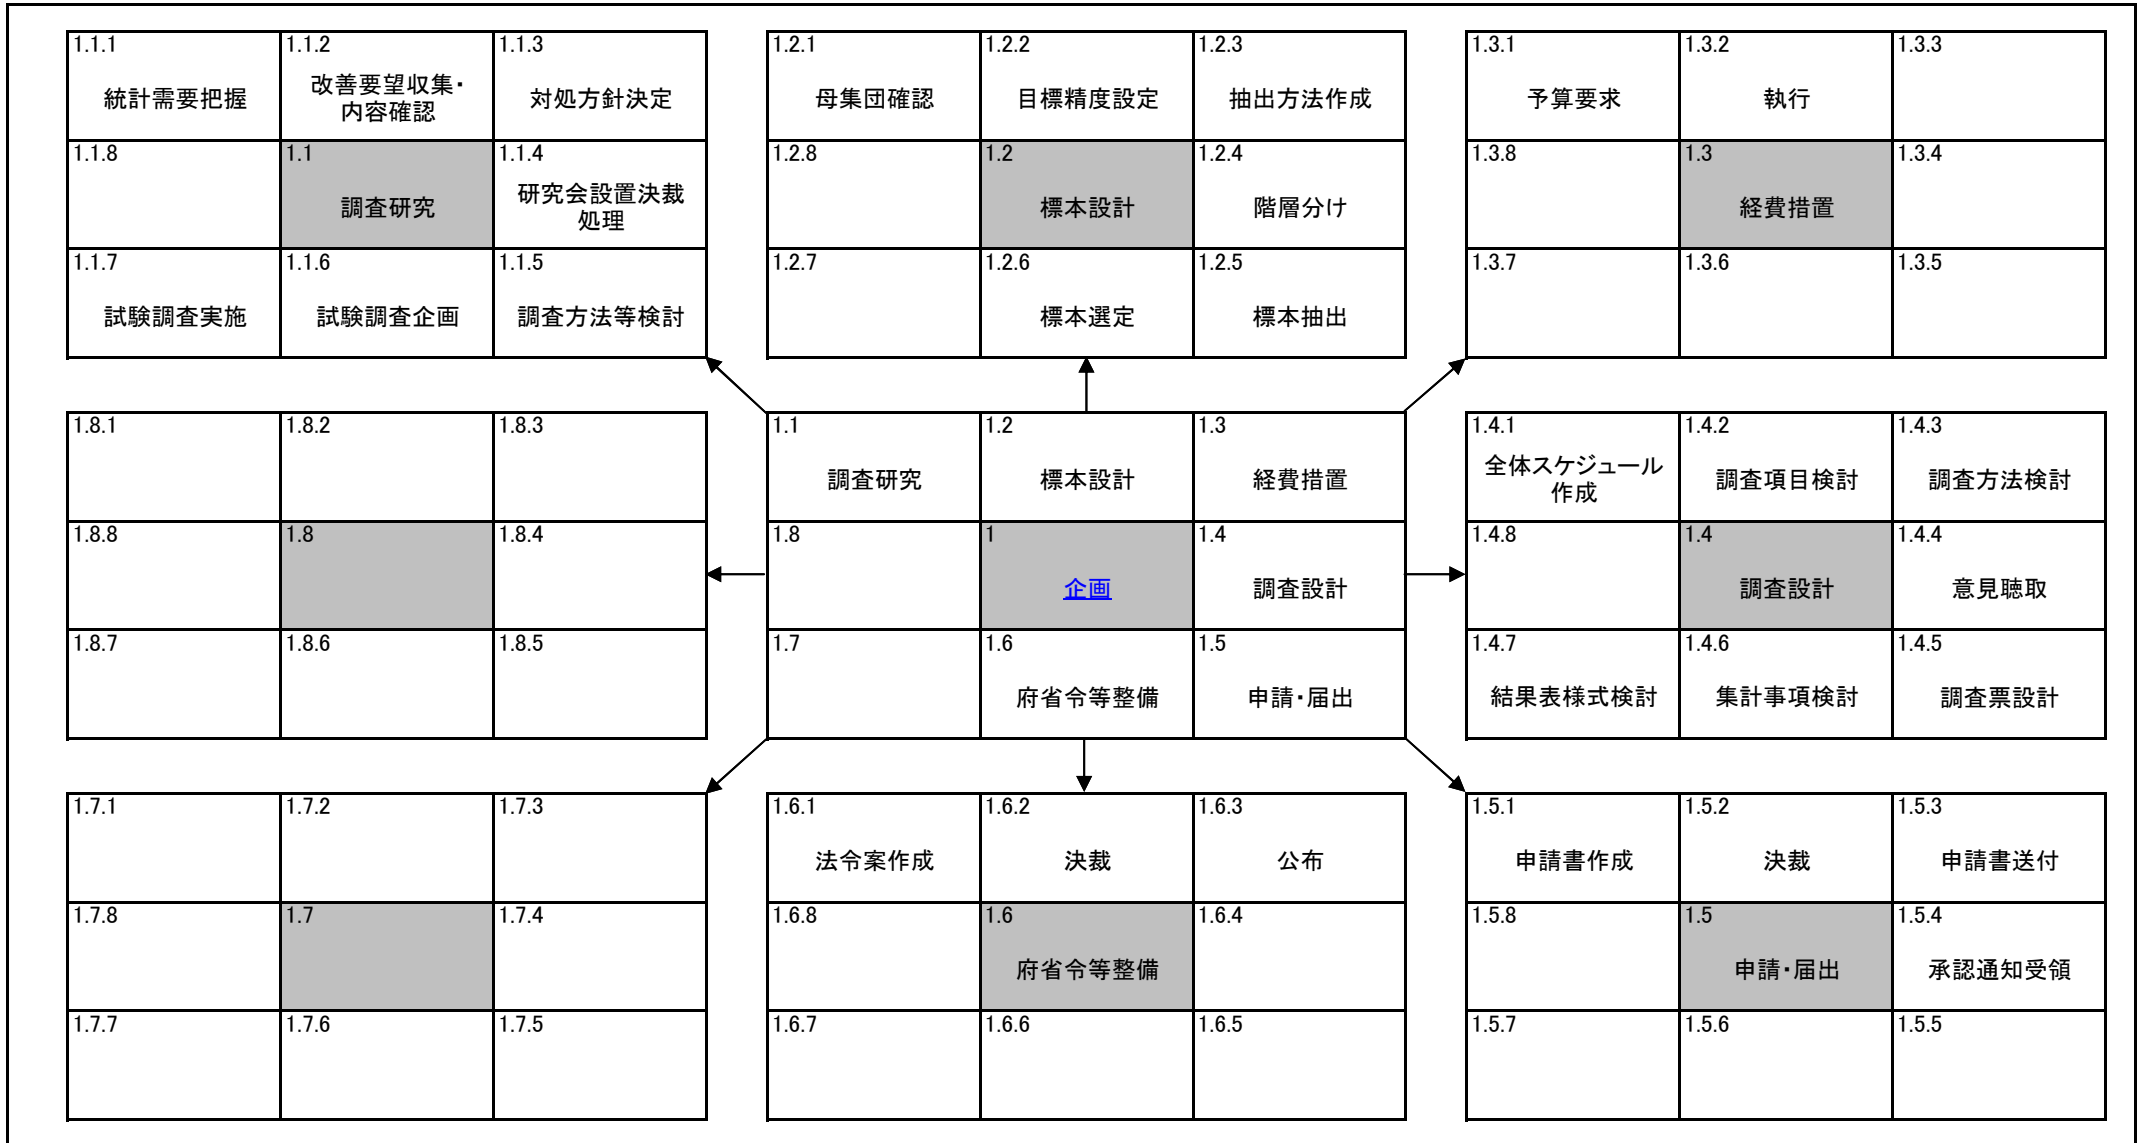 1.1.1
1.1.2
1.1.3
統計需要把握
改善要望収集・
内容確認
対処方針決定
1.1.8
1.1
1.1.4
調査研究
研究会設置決裁
処理
1.1.7
1.1.6
1.1.5
試験調査実施
試験調査企画
調査方法等検討
1.2.1
1.2.2
1.2.3
母集団確認
目標精度設定
抽出方法作成
1.2.8
1.2
1.2.4
標本設計
階層分け
1.2.7
1.2.6
1.2.5
標本選定
標本抽出
1.3.1
1.3.2
1.3.3
予算要求
執行
1.3.8
1.3
1.3.4
経費措置
1.3.7
1.3.6
1.3.5
1.8.1
1.8.2
1.8.3
1.8.8
1.8
1.8.4
1.8.7
1.8.6
1.8.5
1.1
1.2
1.3
調査研究
標本設計
経費措置
1.8
1
1.4
企画
調査設計
1.7
1.6
1.5
府省令等整備
申請・届出
1.4.1
1.4.2
1.4.3
全体スケジュール
作成
調査項目検討
調査方法検討
1.4.8
1.4
1.4.4
調査設計
意見聴取
1.4.7
1.4.6
1.4.5
結果表様式検討
集計事項検討
調査票設計
1.7.1
1.7.2
1.7.3
1.7.8
1.7
1.7.4
1.7.7
1.7.6
1.7.5
1.6.1
1.6.2
1.6.3
法令案作成
決裁
公布
1.6.8
1.6
1.6.4
府省令等整備
1.6.7
1.6.6
1.6.5
1.5.1
1.5.2
1.5.3
申請書作成
決裁
申請書送付
1.5.8
1.5
1.5.4
申請・届出
承認通知受領
1.5.7
1.5.6
1.5.5